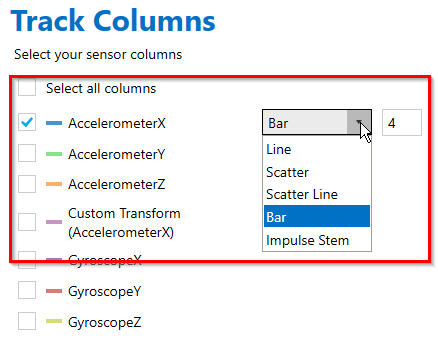 Track Columns
Select your sensor columns
Select all columns
AccelerometerX Bar 4
Line
AccelerometerY
Scatter
AccelerometerZ
Scatter Line
Custom Transform
Bar
(AccelerometerX)
Impulse Stem
GyroscopeX
GyroscopeY
GyroscopeZ